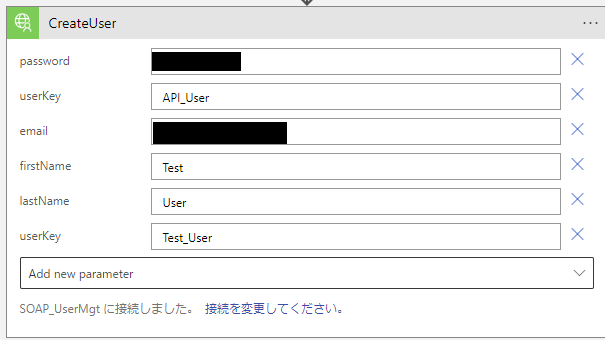 CreateUser
password
userKey API_User
email
firstName Test
lastName User
userKey Test_User
Add new parameter
SOAP_UserMgt に接続しました。 接続を変更してください。